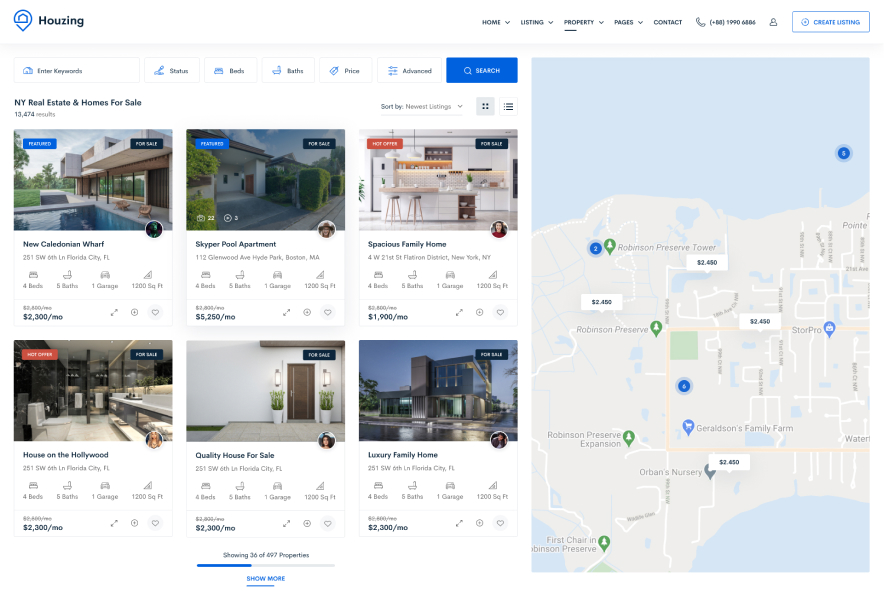 Houzing
HOME
LISTING
PROPERTY
PAGES
CONTACT
(+88) 1990 6886
CREATE LISTING
Enter Keywords
Status
Beds
Baths
Price
Advanced
SEARCH
NY Real Estate & Homes For Sale
13,474 results
Sort by: Newest Listings
FEATURED
FOR SALE
New Caledonian Wharf
251 SW 6th Ln Florida City, FL
4 Beds 5 Baths 1 Garage 1200 Sq Ft
$2,800/mo
$2,300/mo
FEATURED
FOR SALE
22 3
Skyper Pool Apartment
112 Glenwood Ave Hyde Park, Boston, MA
4 Beds 5 Baths 1 Garage 1200 Sq Ft
$2,800/mo
$5,250/mo
HOT OFFER
FOR SALE
Spacious Family Home
4 W 21st St Flatiron District, New York, NY
4 Beds 5 Baths 1 Garage 1200 Sq Ft
$2,800/mo
$1,900/mo
HOT OFFER
FOR SALE
House on the Hollywood
251 SW 6th Ln Florida City, FL
4 Beds 5 Baths 1 Garage 1200 Sq Ft
$2,800/mo
$2,300/mo
FOR SALE
Quality House For Sale
251 SW 6th Ln Florida City, FL
4 Beds 5 Baths 1 Garage 1200 Sq Ft
$2,800/mo
$2,300/mo
FOR SALE
Luxury Family Home
251 SW 6th Ln Florida City, FL
4 Beds 5 Baths 1 Garage 1200 Sq Ft
$2,800/mo
$2,300/mo
Showing 36 of 497 Properties
SHOW MORE
5
Pointe
2
Robinson Preserve Tower
$2.450
21st Ave
$2.450
$2.450
Robinson Preserve
StorPro
6
Geraldson's Family Farm
Robinson Preserve
Expansion
Waterf
$2.450
Orban's Nursery
First Chair in
obinson Preserve